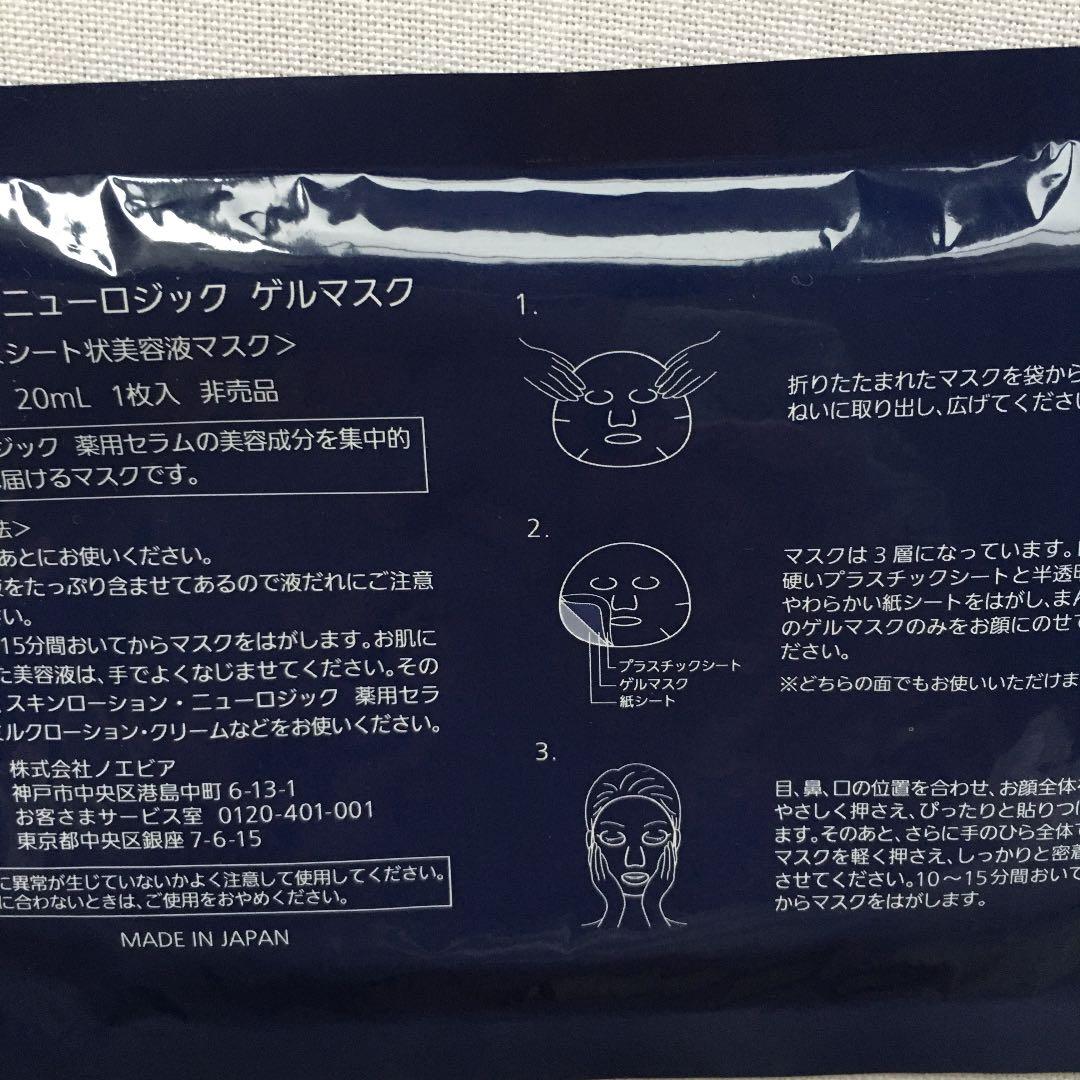 ニューロジック ゲルマスク
シート状美容液マスク＞
20mL 1枚入 非売品
ジック 薬用セラムの美容成分を集中的
届けるマスクです。
法＞
あとにお使いください。
をたっぷり含ませてあるので液だれにご注意
さい。
15分間おいてからマスクをはがします。お肌に
た美容液は、手でよくなじませてください。その
スキンローション・ニューロジック 薬用セラ
ミルクローション・クリームなどをお使いください。
株式会社ノエビア
神戸市中央区港島中町 6-13-1
お客さまサービス室 0120-401-001
東京都中央区銀座 7-6-15
に異常が生じていないかよく注意して使用してください。
に合わないときは、ご使用をおやめください。
MADE IN JAPAN
1.
折りたたまれたマスクを袋から
ねいに取り出し、広げてください
2.
プラスチックシート
ゲルマスク
紙シート
マスクは 3 層になっています。
硬いプラスチックシートと半透明
やわらかい紙シートをはがし、まん
のゲルマスクのみをお顔にのせて
ださい。
※どちらの面でもお使いいただけま
3.
目、鼻、口の位置を合わせ、お顔全体を
やさしく押さえ、ぴったりと貼りつけ
ます。そのあと、さらに手のひら全体で
マスクを軽く押さえ、しっかりと密着
させてください。10～15分間おいて
からマスクをはがします。